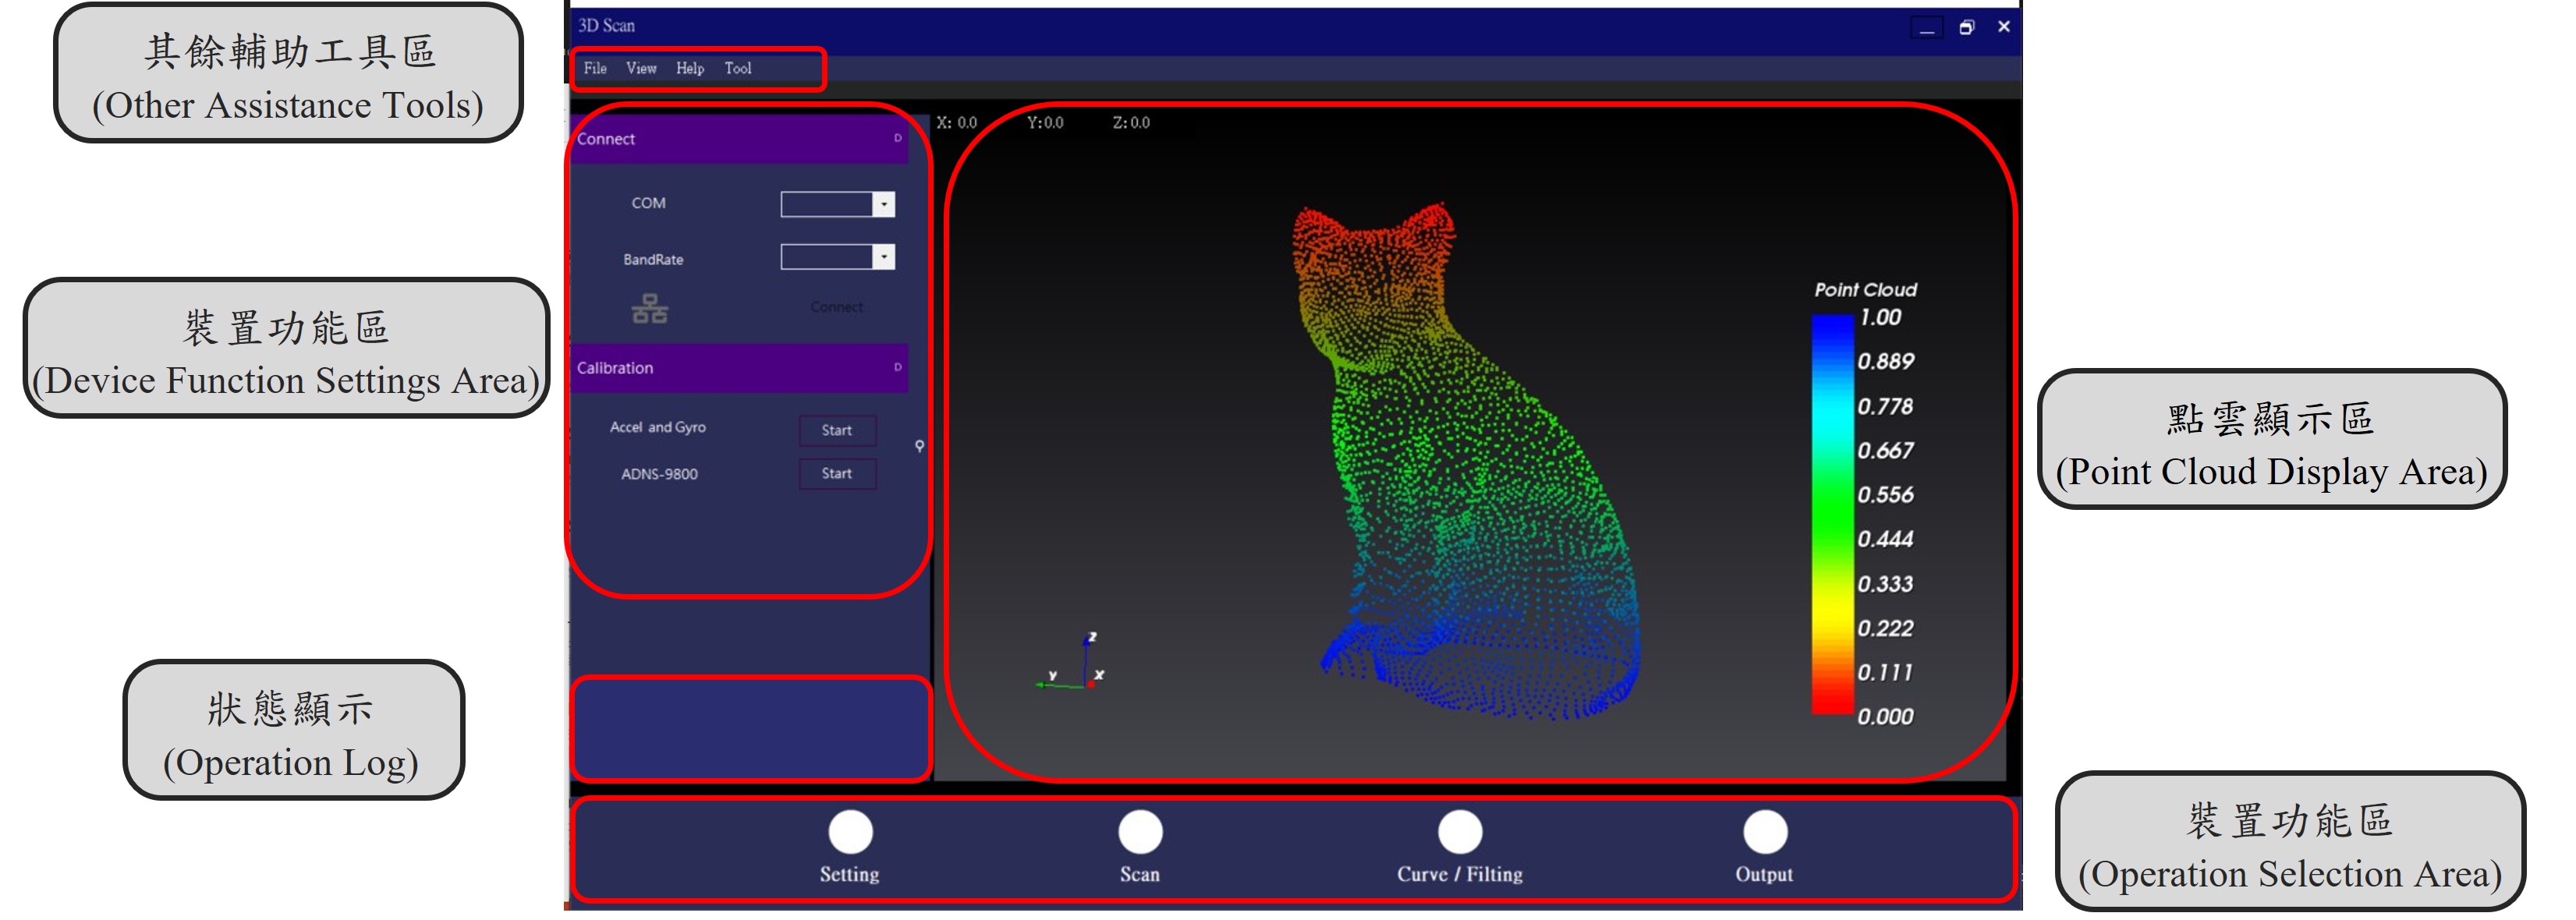 其餘輔助工具區
(Other Assistance Tools)
裝置功能區
(Device Function Settings Area)
狀態顯示
(Operation Log)
3D Scan
File View Help Tool
Connect D
COM
BandRate
Connect
Calibration D
Accel and Gyro Start
ADNS-9800 Start
X: 0.0 Y:0.0 Z:0.0
Z
Y X
Point Cloud
1.00
0.889
0.778
0.667
0.556
0.444
0.333
0.222
0.111
0.000
Setting Scan Curve / Filting Output
點雲顯示區
(Point Cloud Display Area)
裝置功能區
(Operation Selection Area)